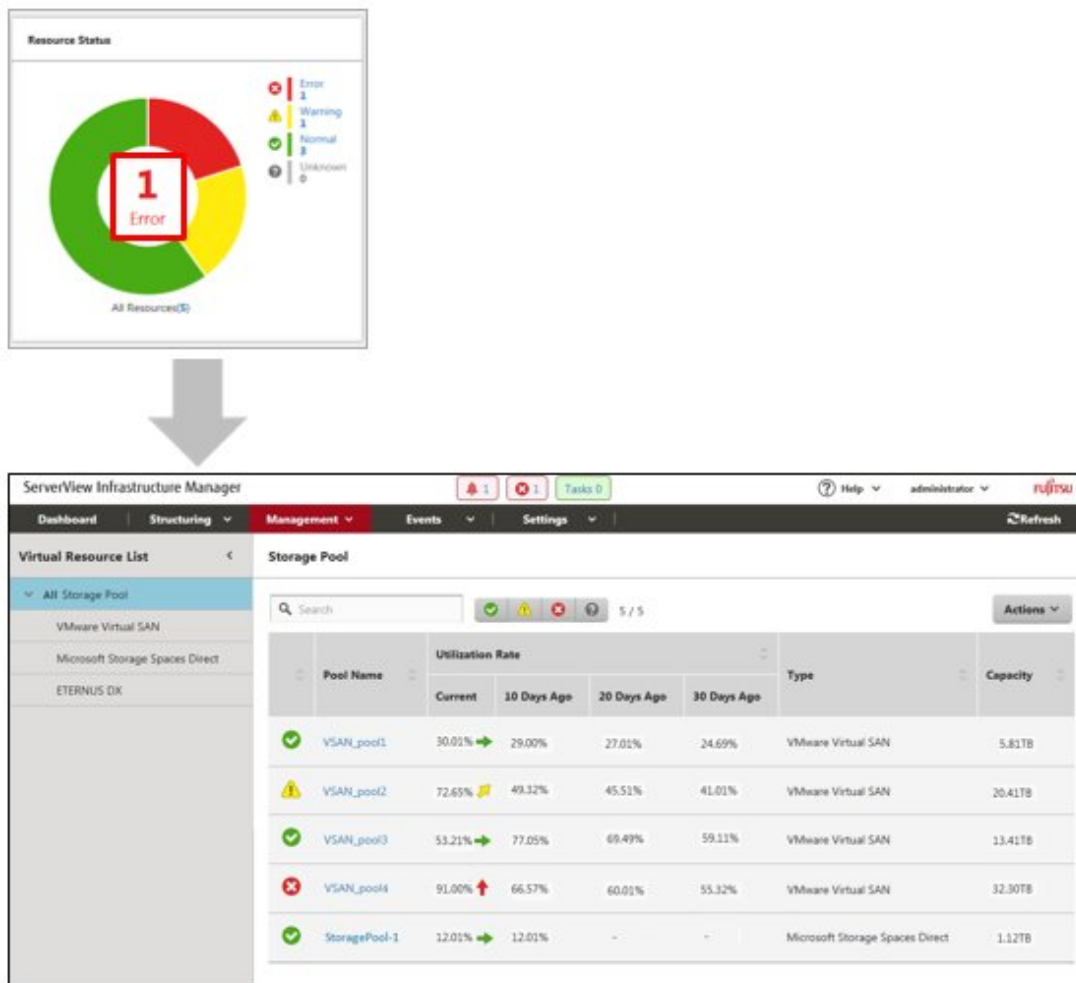 Resource Status
Error
1
Warning
1
Normal
3
Unknown
0
1
Error
All Resources(5)
ServerView Infrastructure Manager
1
1
Tasks 0
Help
administrator
FUJITSU
Dashboard
Structuring
Management
Events
Settings
Refresh
Virtual Resource List
Storage Pool
All Storage Pool
VMware Virtual SAN
Microsoft Storage Spaces Direct
ETERNUS DX
Search
5 / 5
Actions
Pool Name
Utilization Rate
Type
Capacity
Current
10 Days Ago
20 Days Ago
30 Days Ago
VSAN_pool1 30.01% 29.00% 27.01% 24.69% VMware Virtual SAN 5.81TB
VSAN_pool2 72.65% 49.32% 45.51% 41.01% VMware Virtual SAN 20.41TB
VSAN_pool3 53.21% 77.05% 69.49% 59.11% VMware Virtual SAN 13.41TB
VSAN_pool4 91.00% 66.57% 60.01% 55.32% VMware Virtual SAN 32.30TB
StoragePool-1 12.01% 12.01% - - Microsoft Storage Spaces Direct 1.12TB